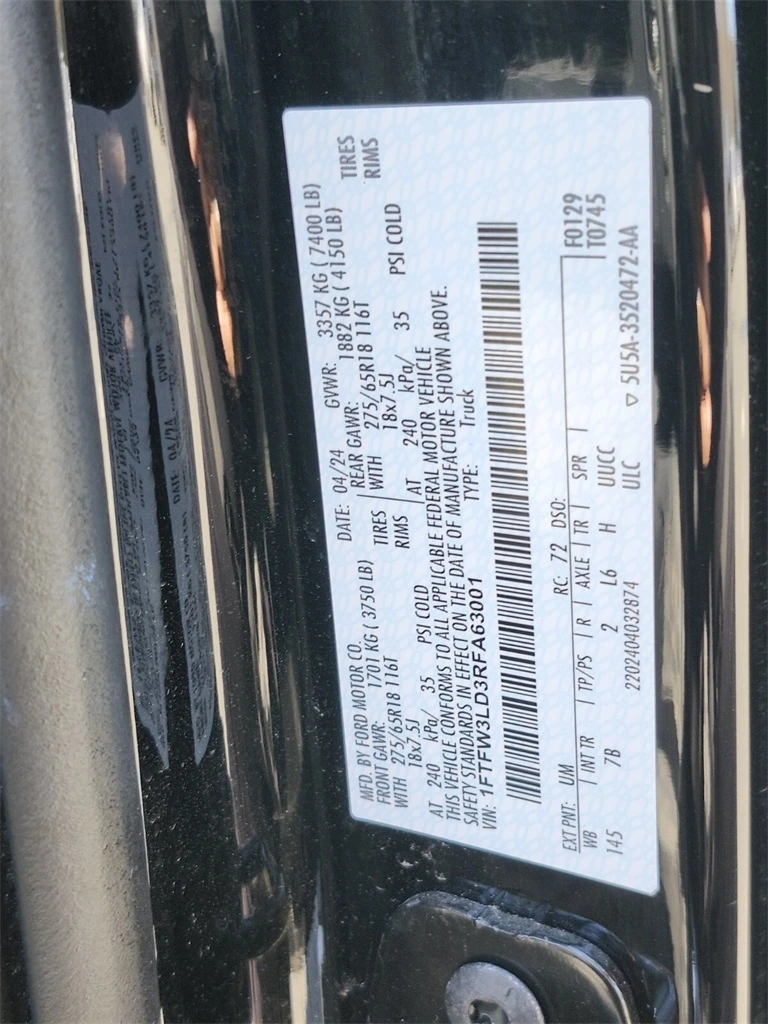 MFD. BY FORD MOTOR CO.
DATE: 04/24 GVWR: 3357 KG ( 7400 LB)
FRONT GAWR: 1701 KG ( 3750 LB) REAR GAWR: 1882 KG ( 4150 LB)
WITH 275/65R18 116T TIRES WITH 275/65R18 116T TIRES
18x7.5J RIMS 18x7.5J RIMS
AT 240 kPa/ 35 PSI COLD AT 240 kPa/ 35 PSI COLD
THIS VEHICLE CONFORMS TO ALL APPLICABLE FEDERAL MOTOR VEHICLE
SAFETY STANDARDS IN EFFECT ON THE DATE OF MANUFACTURE SHOWN ABOVE.
VIN: 1FTFW3LD3RFA63001 TYPE: Truck
F0129
T0745
EXT PNT: UM RC: 72 DSO:
WB INT TR TP/PS R AXLE TR SPR
145 7B 2 L6 H UUCC
2202404032874 ULC ▽ 5U5A-3520472-AA